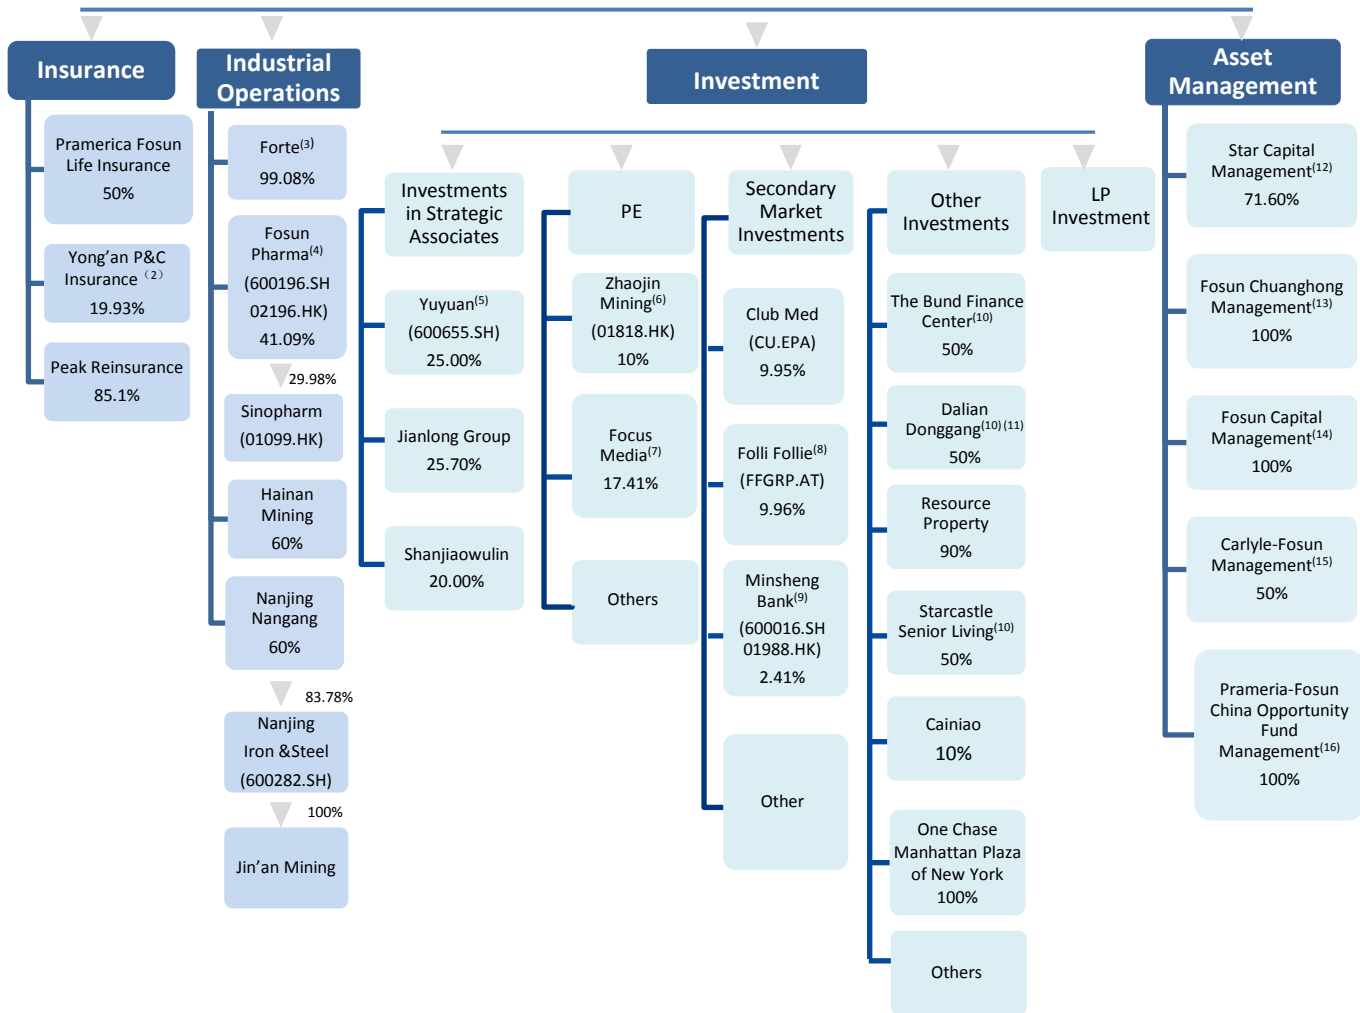 Insurance
Pramerica Fosun
Life Insurance
50%
Yong’an P&C
Insurance（2）
19.93%
Peak Reinsurance
85.1%
Industrial
Operations
Forte(3)
99.08%
Fosun
Pharma(4)
(600196.SH
02196.HK)
41.09%
29.98%
Sinopharm
(01099.HK)
Hainan
Mining
60%
Nanjing
Nangang
60%
83.78%
Nanjing
Iron &Steel
(600282.SH)
100%
Jin’an Mining
Investment
Investments
in Strategic
Associates
Yuyuan(5)
(600655.SH)
25.00%
Jianlong Group
25.70%
Shanjiaowulin
20.00%
PE
Zhaojin
Mining(6)
(01818.HK)
10%
Focus
Media(7)
17.41%
Others
Secondary
Market
Investments
Club Med
(CU.EPA)
9.95%
Folli Follie(8)
(FFGRP.AT)
9.96%
Minsheng
Bank(9)
(600016.SH
01988.HK)
2.41%
Other
Other
Investments
The Bund Finance
Center(10)
50%
Dalian
Donggang(10) (11)
50%
Resource
Property
90%
Starcastle
Senior Living(10)
50%
Cainiao
10%
One Chase
Manhattan Plaza
of New York
100%
Others
LP
Investment
Asset
Management
Star Capital
Management(12)
71.60%
Fosun Chuanghong
Management(13)
100%
Fosun Capital
Management(14)
100%
Carlyle-Fosun
Management(15)
50%
Prameria-Fosun
China Opportunity
Fund
Management(16)
100%